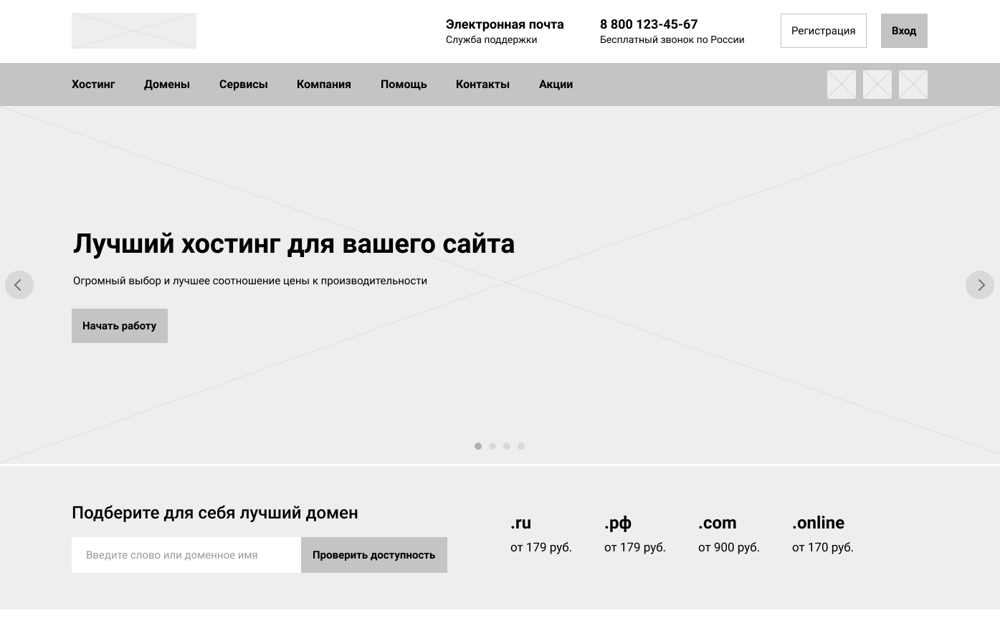 Электронная почта
Служба поддержки
8 800 123-45-67
Бесплатный звонок по России
Регистрация
Вход
Хостинг Домены Сервисы Компания Помощь Контакты Акции
Лучший хостинг для вашего сайта
Огромный выбор и лучшее соотношение цены к производительности
Начать работу
Подберите для себя лучший домен
Введите слово или доменное имя
Проверить доступность
.ru
от 179 руб.
.рф
от 179 руб.
.com
от 900 руб.
.online
от 170 руб.